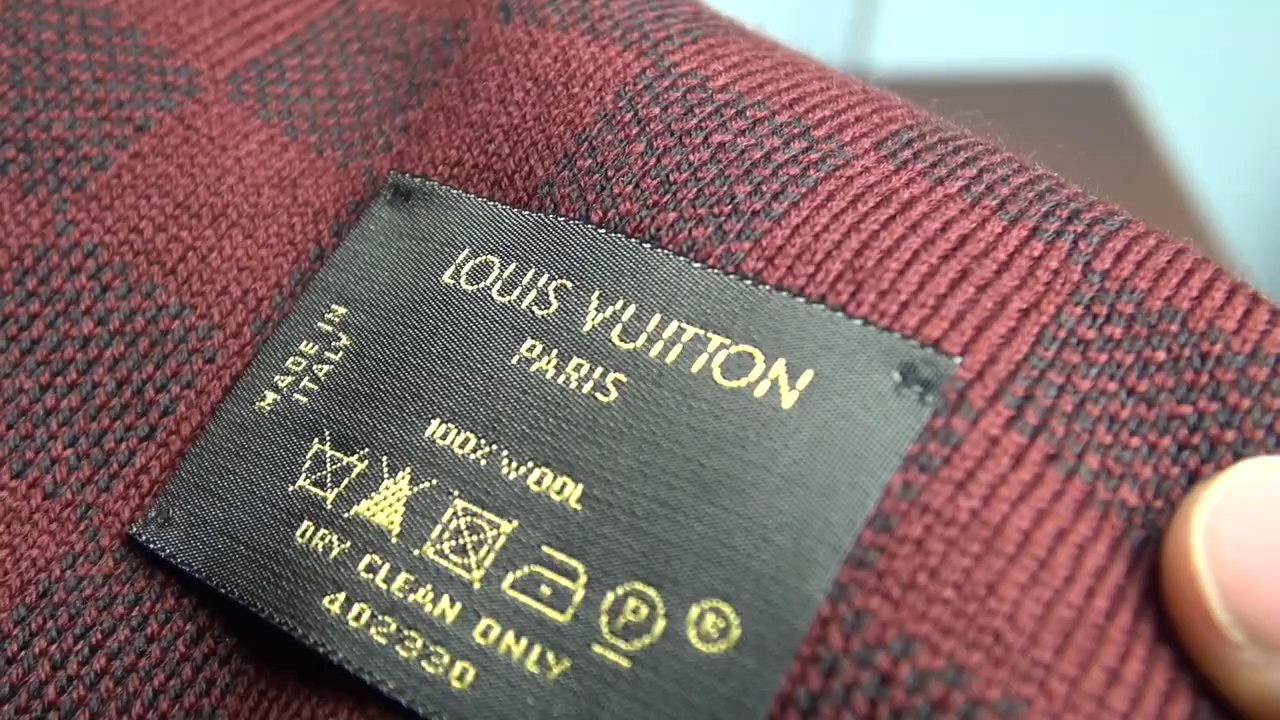 LOUIS VUITTON
PARIS
MADE IN
ITALY
100% WOOL
P
DRY CLEAN ONLY
402330